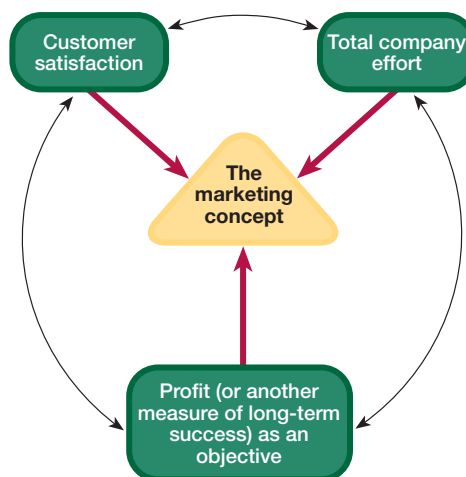 Customer
satisfaction
Total company
effort
The
marketing
concept
Profit (or another
measure of long-term
success) as an
objective